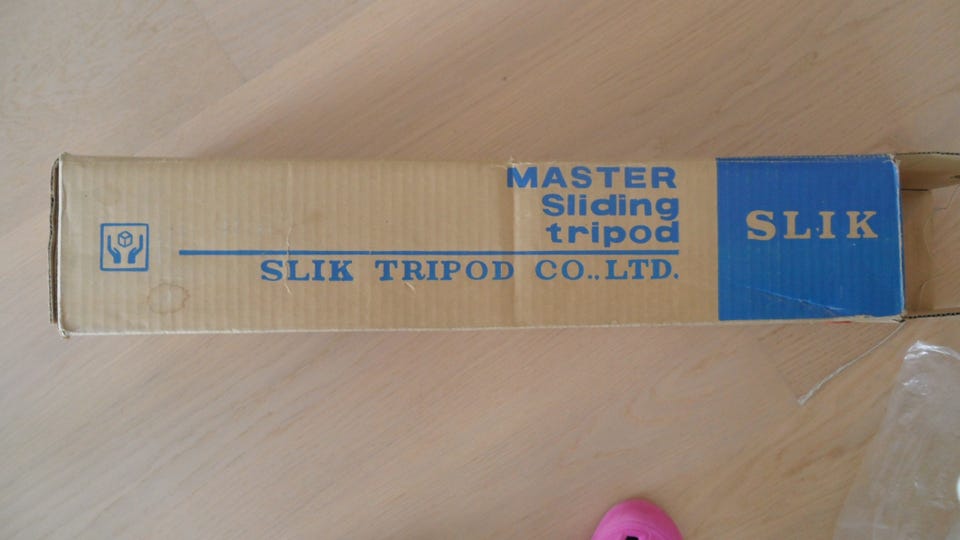 MASTER
Sliding
tripod
SLIK TRIPOD CO.,LTD.
SLIK